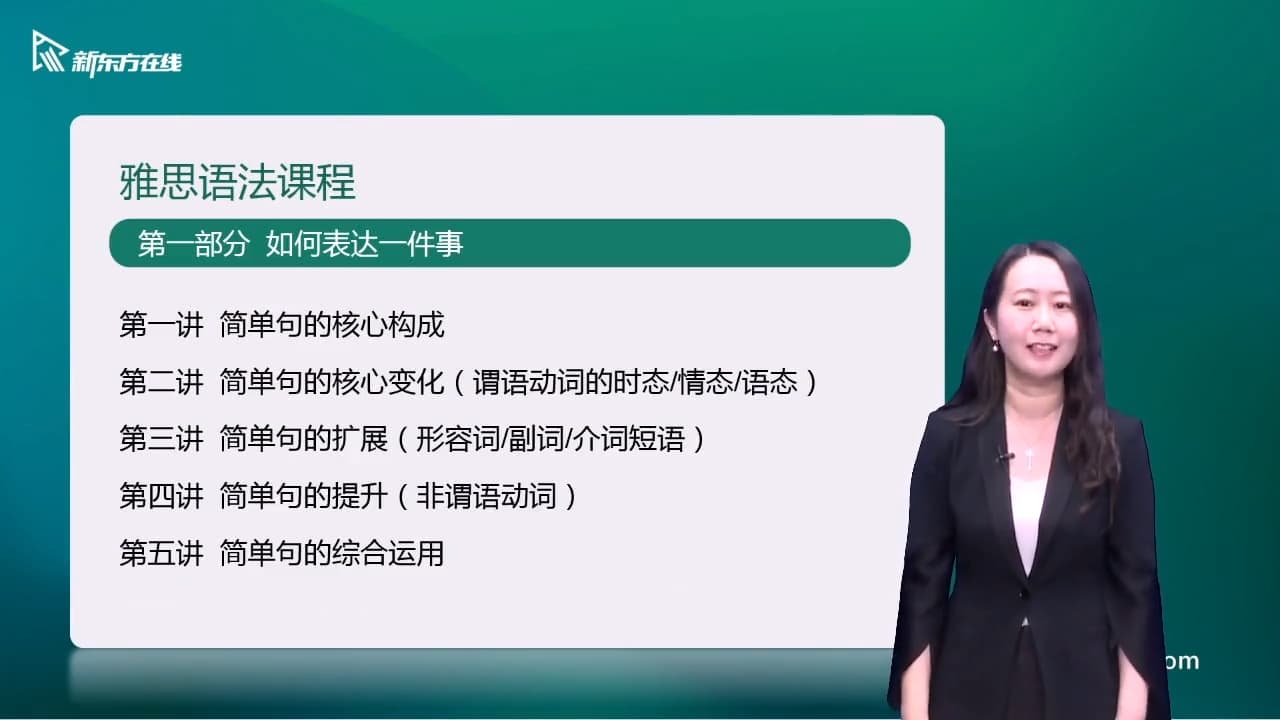 新东方在线
雅思语法课程
第一部分 如何表达一件事
第一讲 简单句的核心构成
第二讲 简单句的核心变化（谓语动词的时态/情态/语态）
第三讲 简单句的扩展（形容词/副词/介词短语）
第四讲 简单句的提升（非谓语动词）
第五讲 简单句的综合运用
om